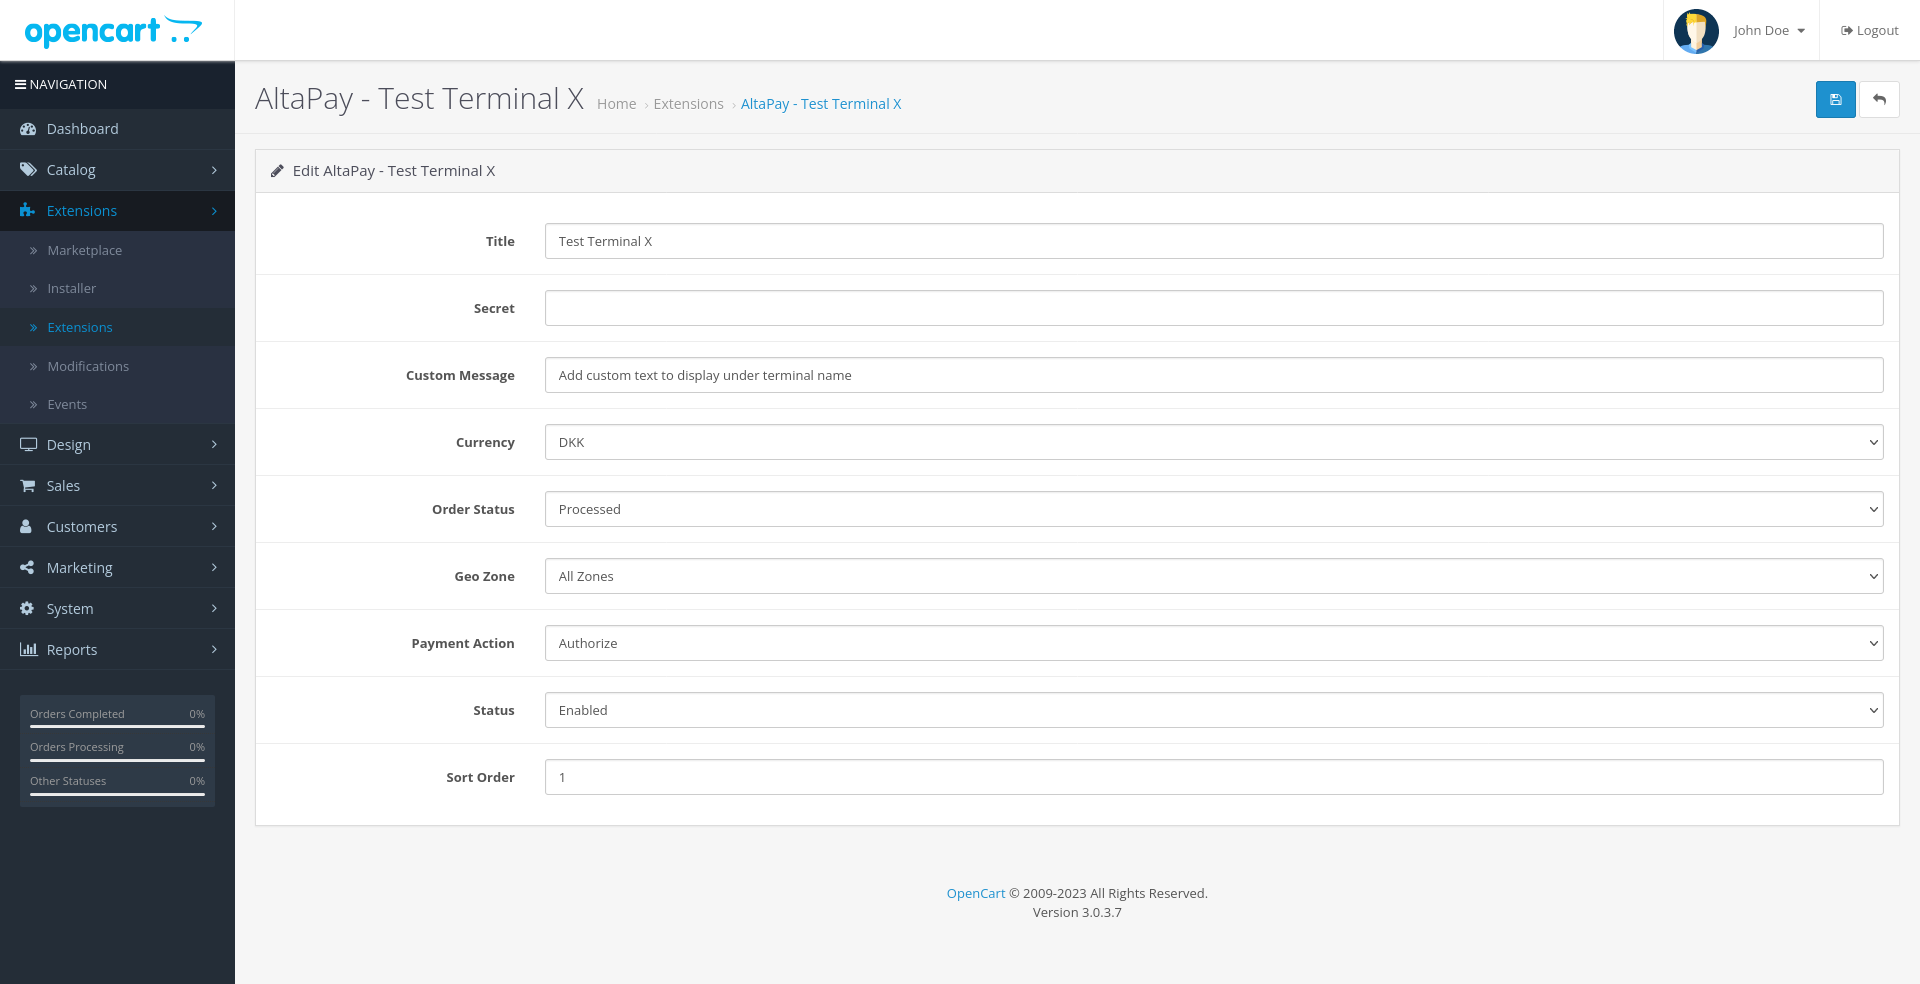 opencart
John Doe
Logout
NAVIGATION
Dashboard
Catalog
Extensions
Marketplace
Installer
Extensions
Modifications
Events
Design
Sales
Customers
Marketing
System
Reports
Orders Completed 0%
Orders Processing 0%
Other Statuses 0%
AltaPay - Test Terminal X
Home › Extensions › AltaPay - Test Terminal X
Edit AltaPay - Test Terminal X
Title Test Terminal X
Secret
Custom Message Add custom text to display under terminal name
Currency DKK
Order Status Processed
Geo Zone All Zones
Payment Action Authorize
Status Enabled
Sort Order 1
OpenCart © 2009-2023 All Rights Reserved.
Version 3.0.3.7